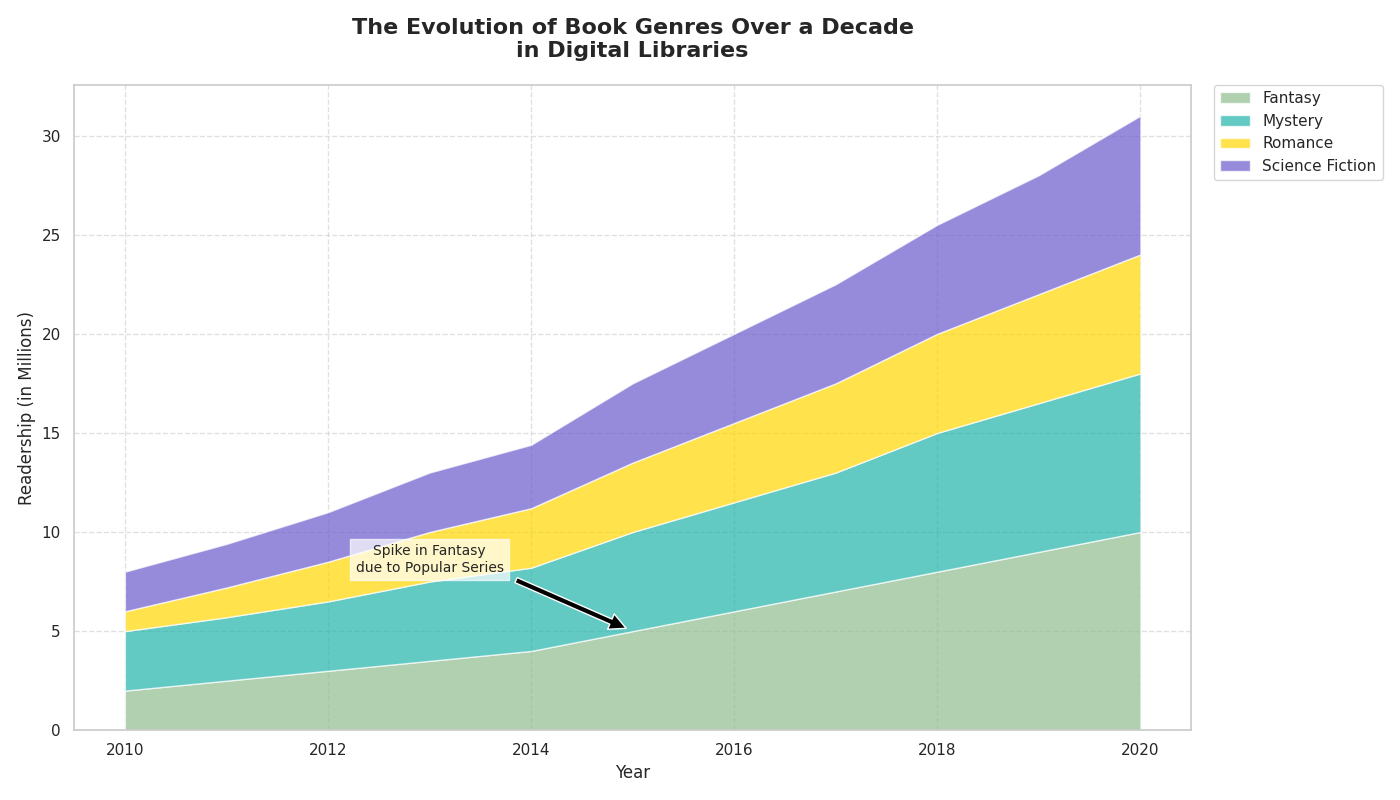 The Evolution of Book Genres Over a Decade
in Digital Libraries
Fantasy
Mystery
Romance
Science Fiction
Readership (in Millions)
30
25
20
15
10
5
0
Spike in Fantasy
due to Popular Series
2010
2012
2014
2016
2018
2020
Year